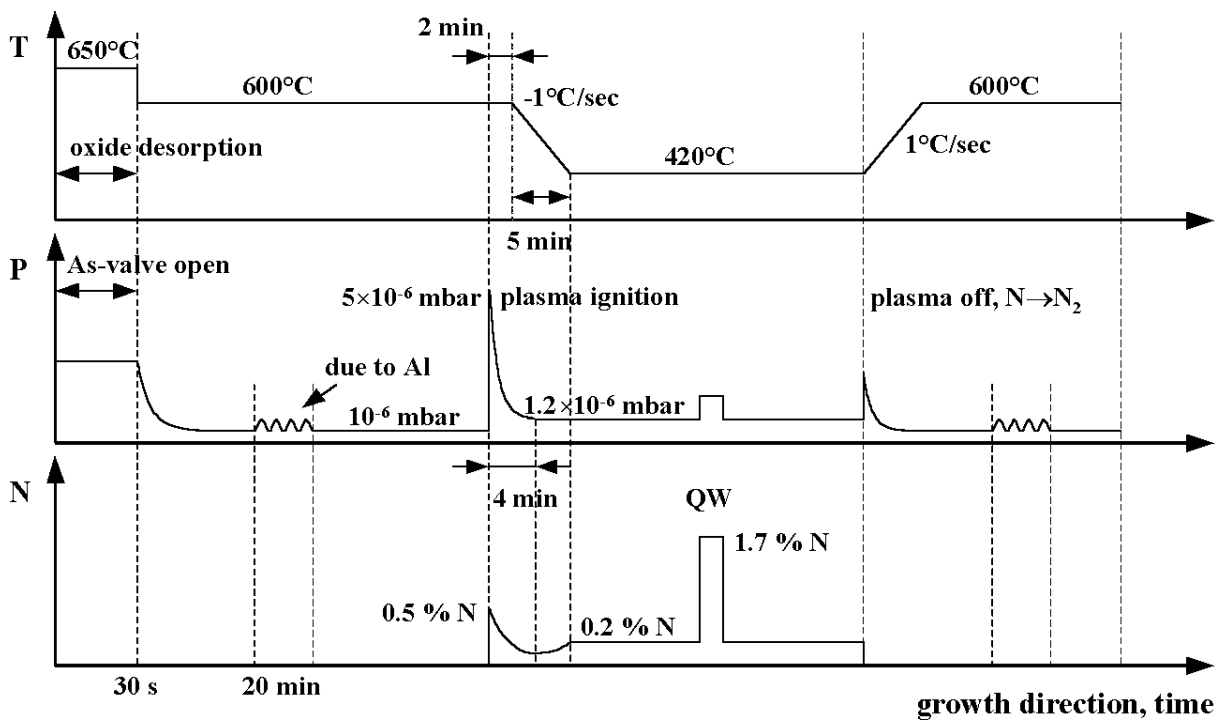 T
2 min
650°C
600°C
-1°C/sec
600°C
1°C/sec
oxide desorption
420°C
5 min
P
As-valve open
5×10⁻⁶ mbar
plasma ignition
plasma off, N→N₂
due to Al
10⁻⁶ mbar
1.2×10⁻⁶ mbar
N
4 min
QW
1.7 % N
0.5 % N
0.2 % N
30 s
20 min
growth direction, time